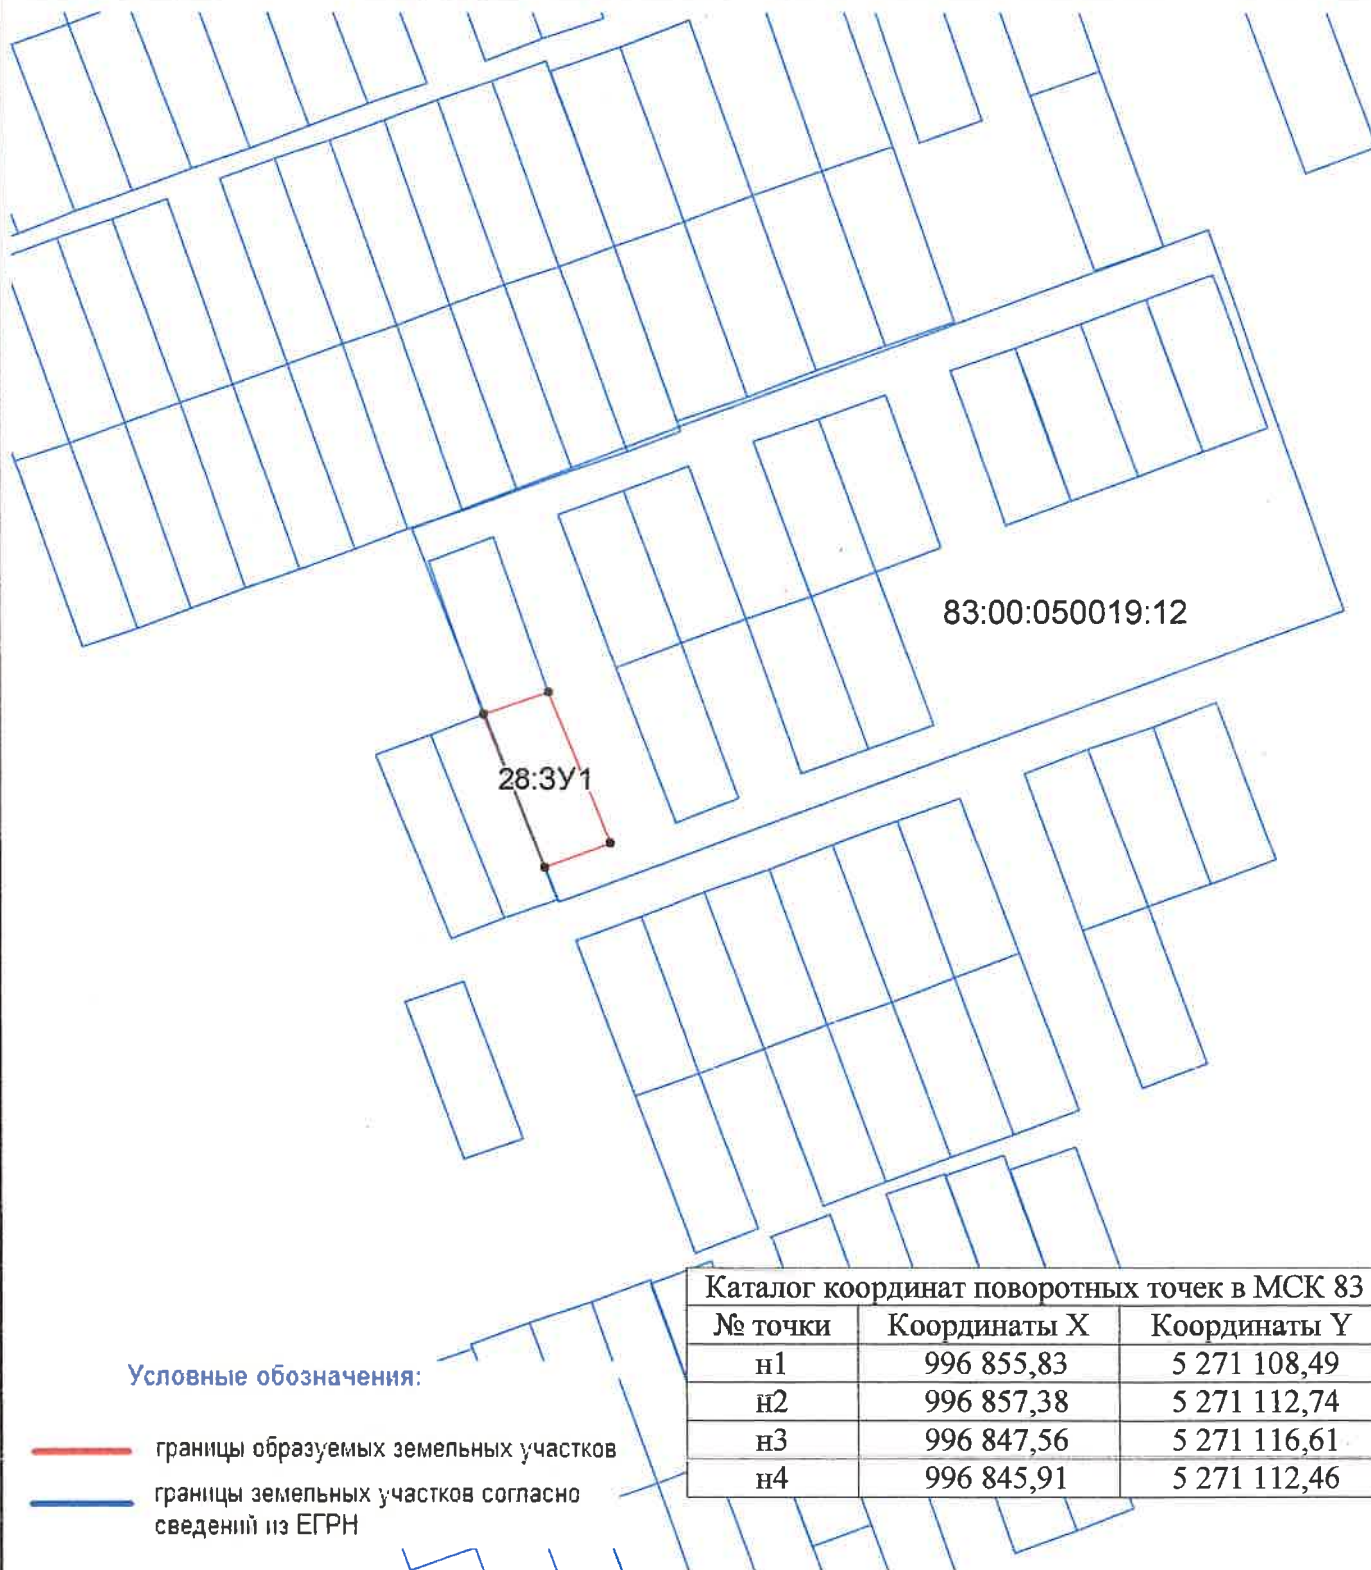 83:00:050019:12
28:ЗУ1
Каталог координат поворотных точек в МСК 83
№ точки Координаты X Координаты Y
н1 996 855,83 5 271 108,49
н2 996 857,38 5 271 112,74
н3 996 847,56 5 271 116,61
н4 996 845,91 5 271 112,46
Условные обозначения:
границы образуемых земельных участков
границы земельных участков согласно
сведений из ЕГРН